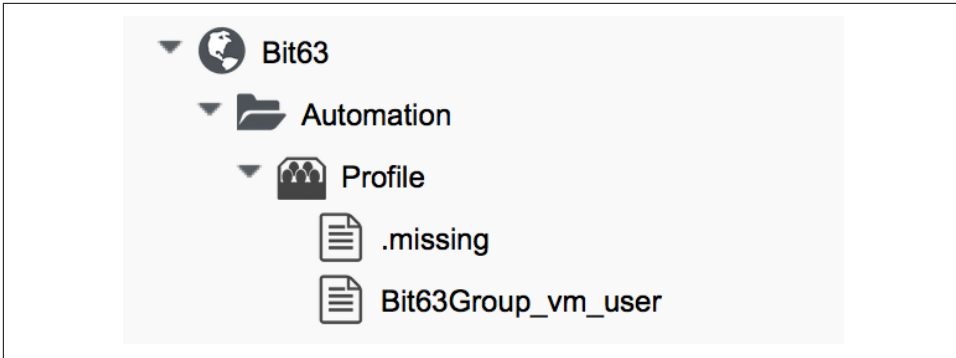 Bit63
Automation
Profile
.missing
Bit63Group_vm_user